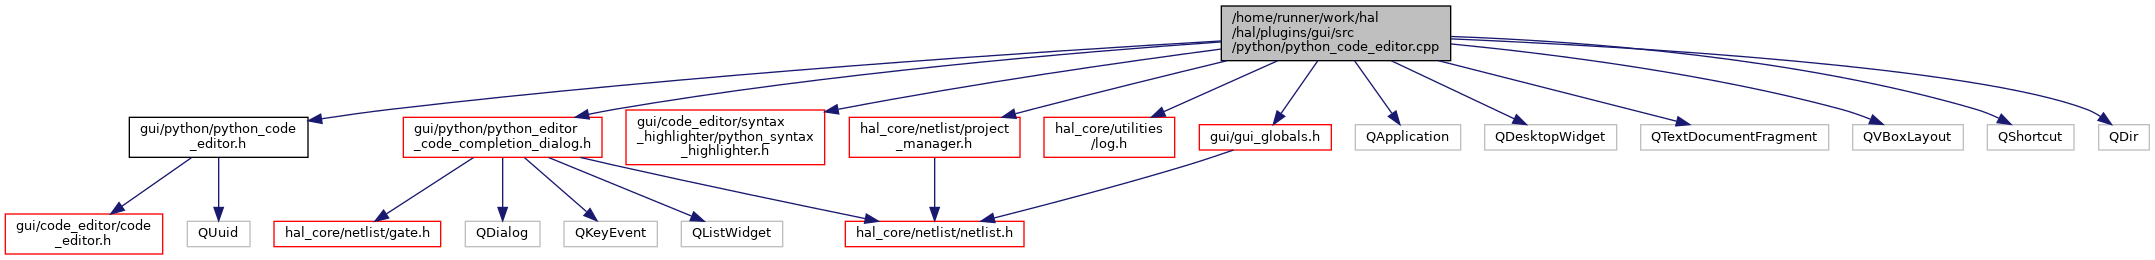 /home/runner/work/hal
/hal/plugins/gui/src
/python/python_code_editor.cpp
gui/python/python_code
_editor.h
gui/python/python_editor
_code_completion_dialog.h
gui/code_editor/syntax
_highlighter/python_syntax
_highlighter.h
hal_core/netlist/project
_manager.h
hal_core/utilities
/log.h
gui/gui_globals.h
QApplication
QDesktopWidget
QTextDocumentFragment
QVBoxLayout
QShortcut
QDir
gui/code_editor/code
_editor.h
QUuid
hal_core/netlist/gate.h
QDialog
QKeyEvent
QListWidget
hal_core/netlist/netlist.h